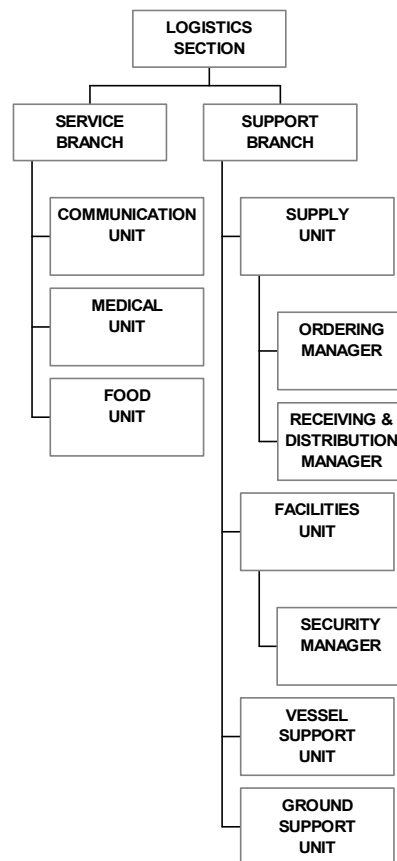 LOGISTICS
SECTION
SERVICE
BRANCH
SUPPORT
BRANCH
COMMUNICATION
UNIT
MEDICAL
UNIT
FOOD
UNIT
SUPPLY
UNIT
ORDERING
MANAGER
RECEIVING &
DISTRIBUTION
MANAGER
FACILITIES
UNIT
SECURITY
MANAGER
VESSEL
SUPPORT
UNIT
GROUND
SUPPORT
UNIT